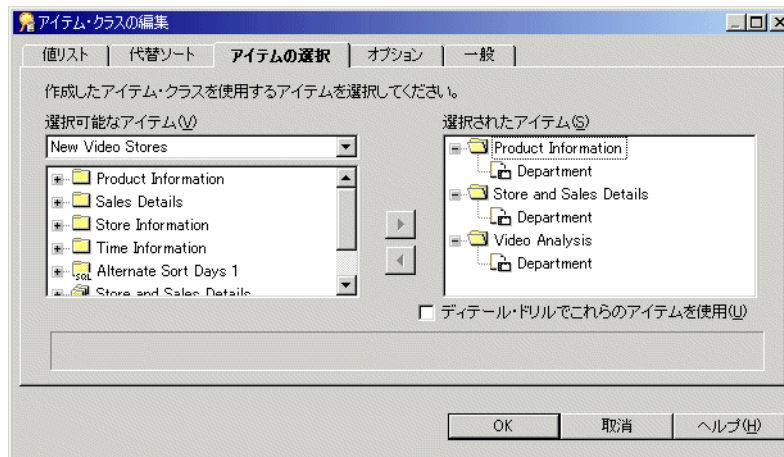 アイテム・クラスの編集
値リスト 代替ソート アイテムの選択 オプション 一般
作成したアイテム・クラスを使用するアイテムを選択してください。
選択可能なアイテム(V)
New Video Stores
Product Information
Sales Details
Store Information
Time Information
SQL Alternate Sort Days 1
Store and Sales Details
選択されたアイテム(S)
Product Information
Department
Store and Sales Details
Department
Video Analysis
Department
ディテール・ドリルでこれらのアイテムを使用(U)
OK 取消 ヘルプ(H)